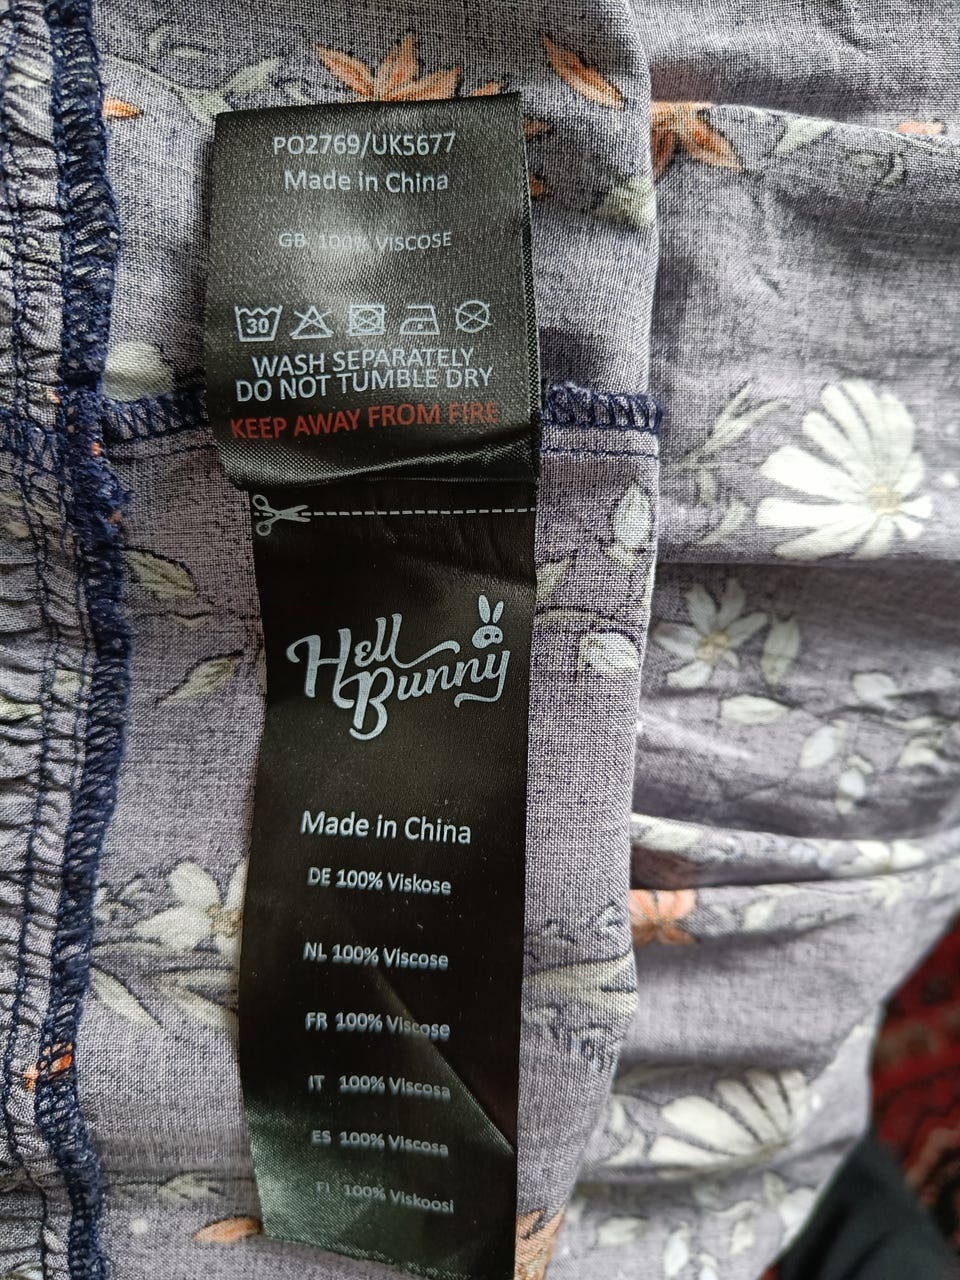 PO2769/UK5677
Made in China
GB 100% VISCOSE
30
WASH SEPARATELY
DO NOT TUMBLE DRY
KEEP AWAY FROM FIRE
Hell
Bunny
Made in China
DE 100% Viskose
NL 100% Viscose
FR 100% Viscose
IT 100% Viscosa
ES 100% Viscosa
FI 100% Viskoosi